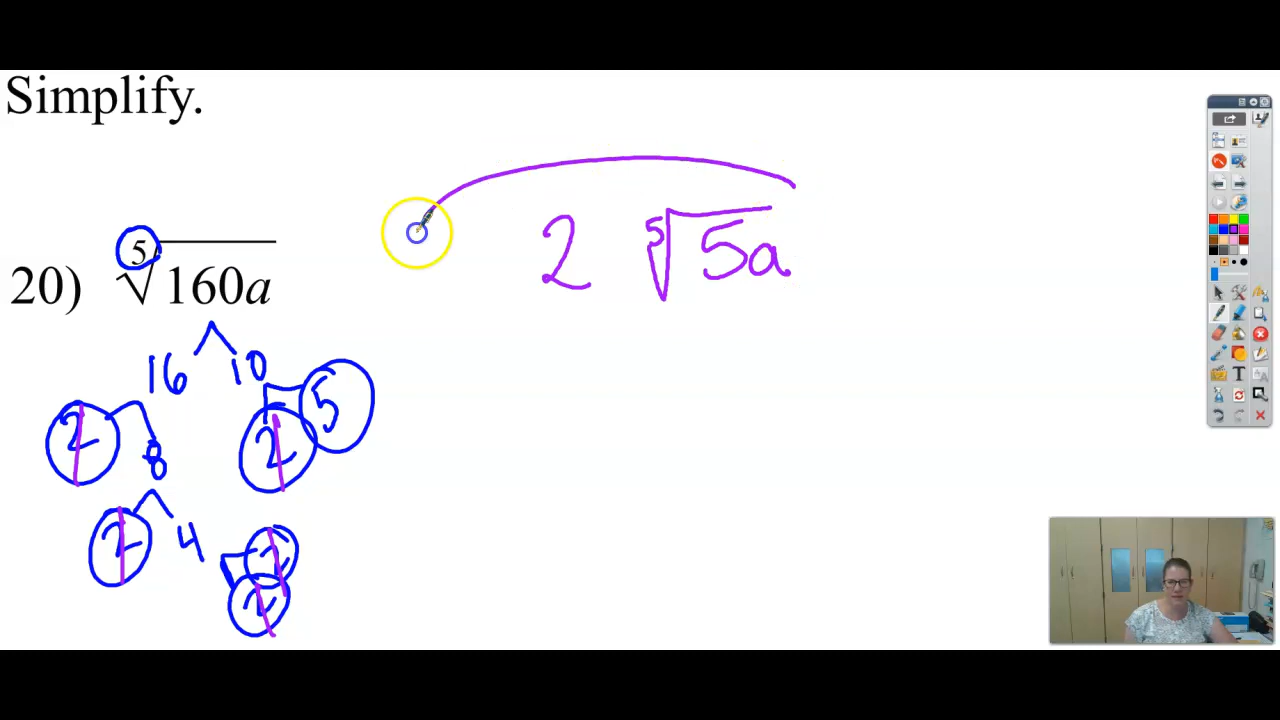 Simplify.
20) ⁵√160a
2 ⁵√5a
16 10
2 8 2 5
2 4 2
2